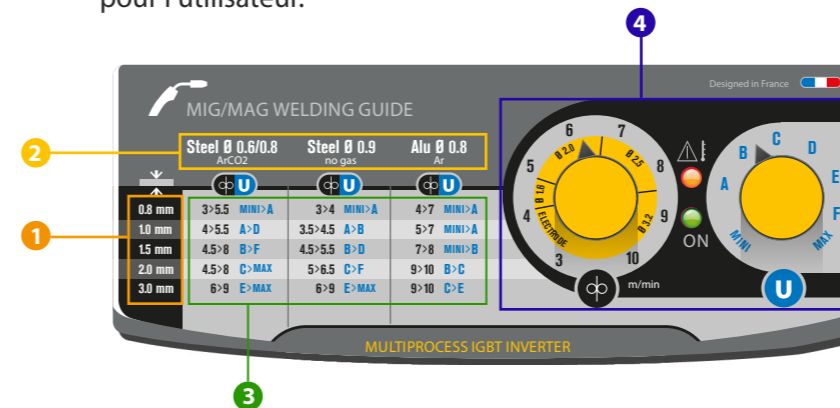 pour l'utilisateur.
4
Designed in France
MIG/MAG WELDING GUIDE
2
Steel Ø 0.6/0.8 Steel Ø 0.9 Alu Ø 0.8
ArCO2 no gas Ar
U U U
1
0.8 mm 3>5.5 MINI>A 3>4 MINI>A 4>7 MINI>A
1.0 mm 4>5.5 A>D 3.5>4.5 A>B 5>7 MINI>A
1.5 mm 4.5>8 B>F 4.5>5.5 B>D 7>8 MINI>B
2.0 mm 4.5>8 C>MAX 5>6.5 C>F 9>10 B>C
3.0 mm 6>9 E>MAX 6>9 E>MAX 9>10 C>E
3 4 5 6 7 8 9 10
ELECTRODE Ø 1.6 Ø 2.0 Ø 2.5 Ø 3.2
m/min
ON
MINI A B C D E F MAX
U
MULTIPROCESS IGBT INVERTER
3